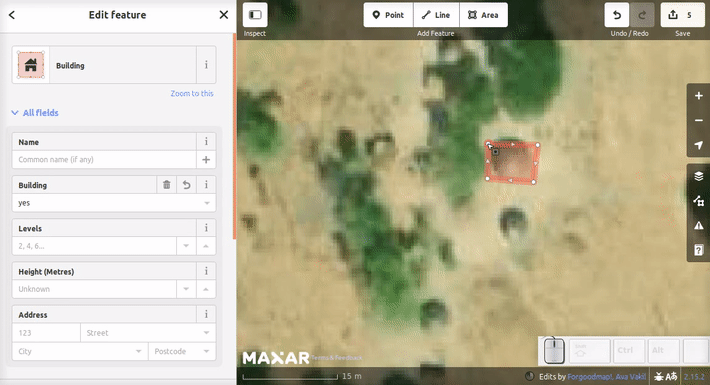 Edit feature
Building
Zoom to this
All fields
Name
Common name (if any)
Building
yes
Levels
2, 4, 6...
Height (Metres)
Unknown
Address
123 Street
City Postcode
Inspect
Point Line Area
Add Feature
Undo / Redo
5
Save
MAXAR Terms & Feedback
Ctrl Alt
15 m
Edits by Forgoodmap!, Ava Vakil
2.15.2